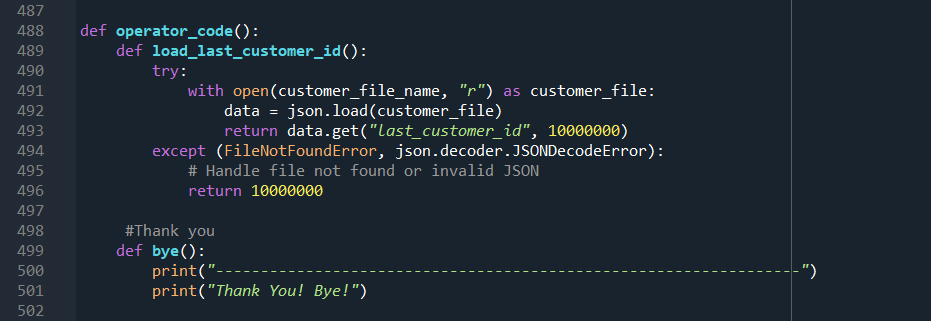 487
488 def operator_code():
489     def load_last_customer_id():
490         try:
491             with open(customer_file_name, "r") as customer_file:
492                 data = json.load(customer_file)
493                 return data.get("last_customer_id", 10000000)
494         except (FileNotFoundError, json.decoder.JSONDecodeError):
495             # Handle file not found or invalid JSON
496             return 10000000
497
498      #Thank you
499     def bye():
500         print("-----------------------------------------------------------------")
501         print("Thank You! Bye!")
502